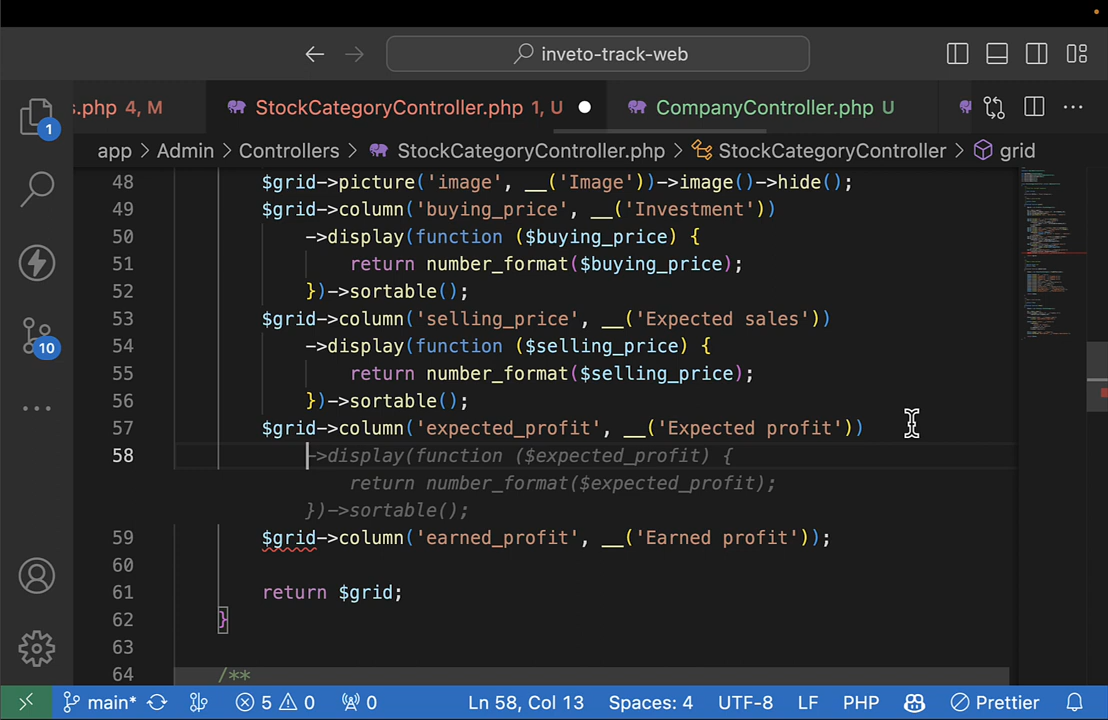 inveto-track-web
s.php 4, M
StockCategoryController.php 1, U
CompanyController.php U
app > Admin > Controllers > StockCategoryController.php > StockCategoryController > grid
48 $grid->picture('image', __('Image'))->image()->hide();
49 $grid->column('buying_price', __('Investment'))
50 ->display(function ($buying_price) {
51 return number_format($buying_price);
52 })->sortable();
53 $grid->column('selling_price', __('Expected sales'))
54 ->display(function ($selling_price) {
55 return number_format($selling_price);
56 })->sortable();
57 $grid->column('expected_profit', __('Expected profit'))
58 ->display(function ($expected_profit) {
return number_format($expected_profit);
})->sortable();
59 $grid->column('earned_profit', __('Earned profit'));
60
61 return $grid;
62 }
63
64 /**
1
10
main* 5 0 0 Ln 58, Col 13 Spaces: 4 UTF-8 LF PHP Prettier